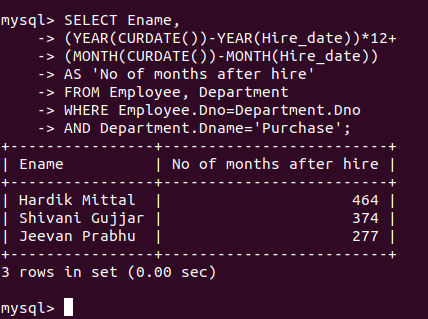 mysql> SELECT Ename,
    -> (YEAR(CURDATE())-YEAR(Hire_date))*12+
    -> (MONTH(CURDATE())-MONTH(Hire_date))
    -> AS 'No of months after hire'
    -> FROM Employee, Department
    -> WHERE Employee.Dno=Department.Dno
    -> AND Department.Dname='Purchase';
+----------------+-------------------------+
| Ename          | No of months after hire |
+----------------+-------------------------+
| Hardik Mittal  |                     464 |
| Shivani Gujjar |                     374 |
| Jeevan Prabhu  |                     277 |
+----------------+-------------------------+
3 rows in set (0.00 sec)

mysql>